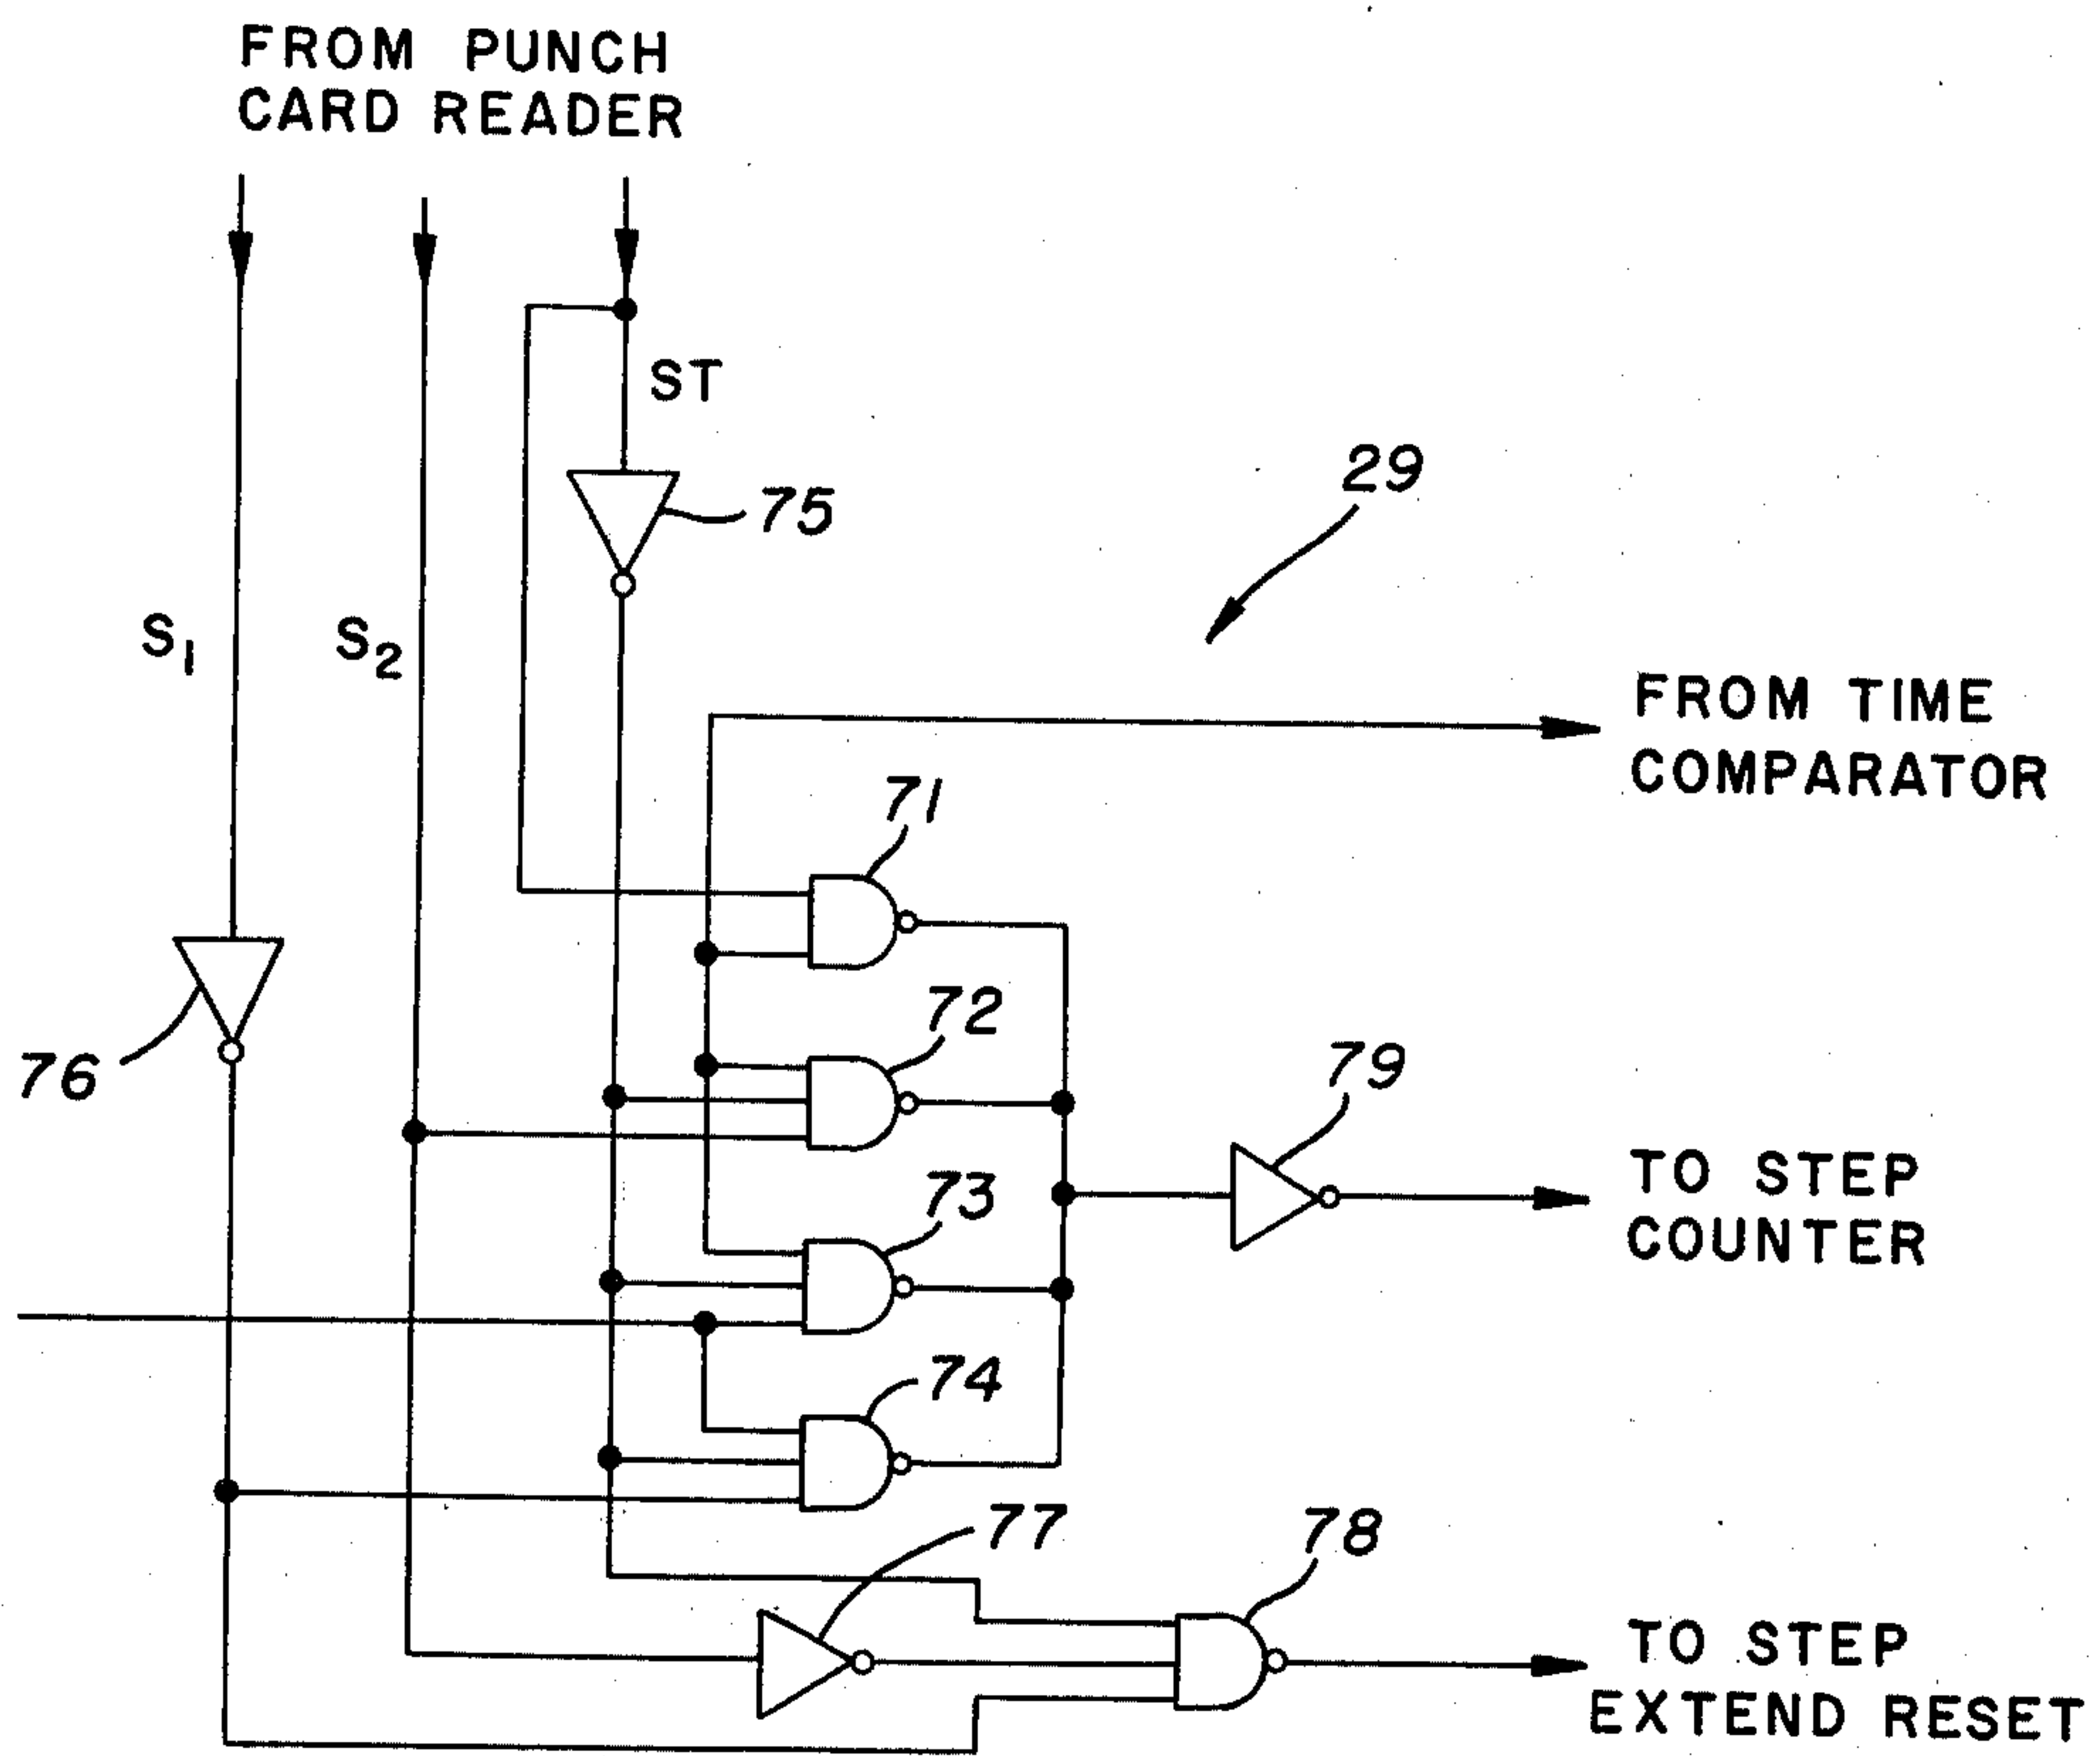 FROM PUNCH
CARD READER
ST
75
29
S1
S2
FROM TIME
COMPARATOR
71
72
76
79
73
TO STEP
COUNTER
74
77
78
TO STEP
EXTEND RESET